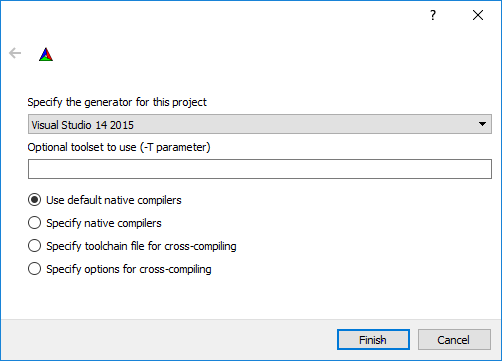 ?
Specify the generator for this project
Visual Studio 14 2015
Optional toolset to use (-T parameter)
Use default native compilers
Specify native compilers
Specify toolchain file for cross-compiling
Specify options for cross-compiling
Finish
Cancel